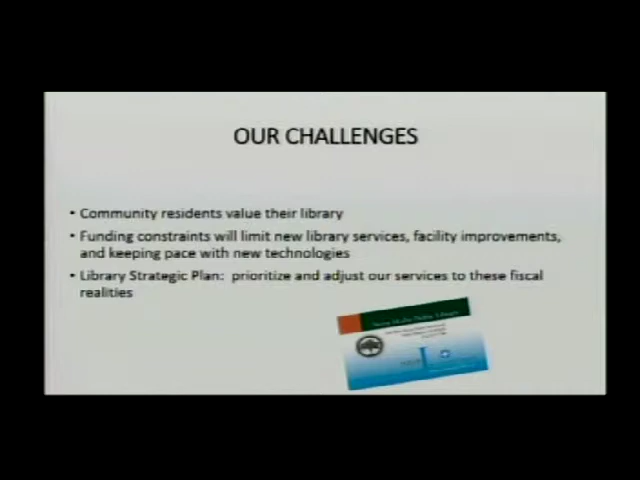 OUR CHALLENGES
• Community residents value their library
• Funding constraints will limit new library services, facility improvements,
and keeping pace with new technologies
• Library Strategic Plan: prioritize and adjust our services to these fiscal
realities